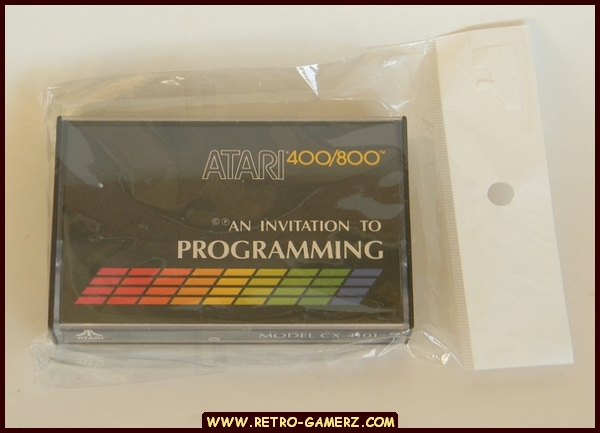 ATARI® 400/800™
©℗ AN INVITATION TO
PROGRAMMING
ATARI
MODEL CX-4101
WWW.RETRO-GAMERZ.COM